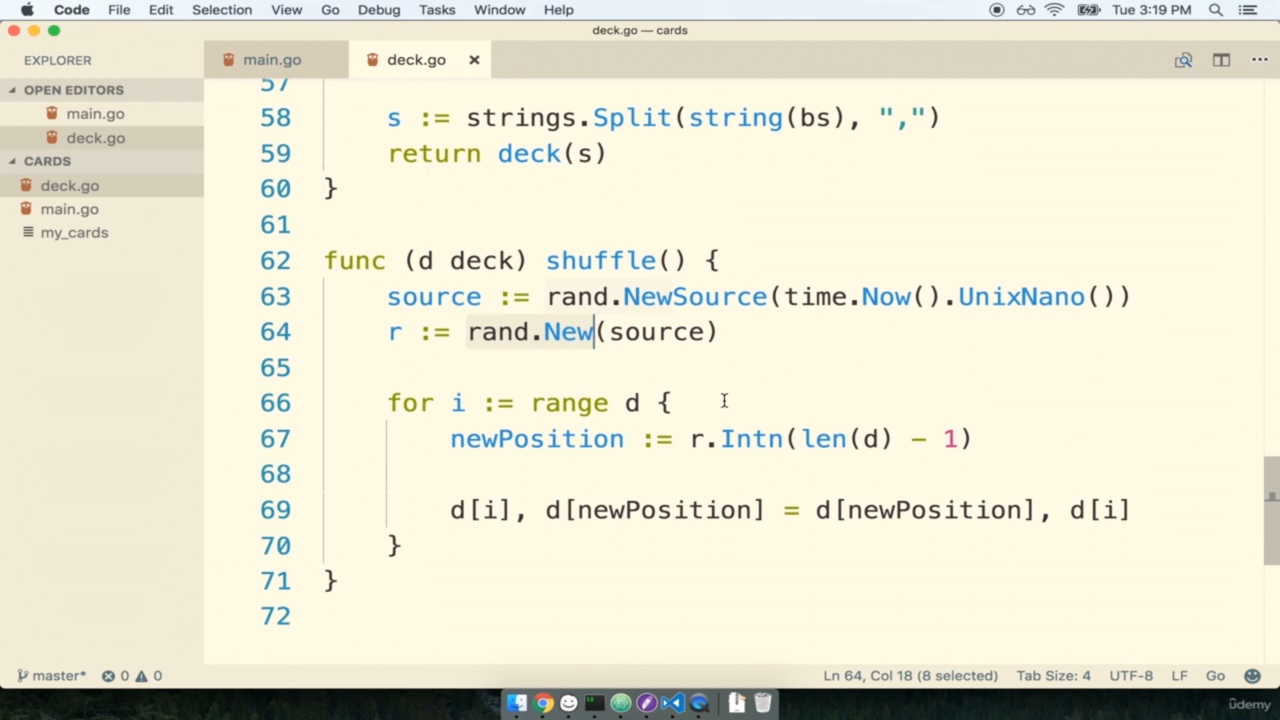 Code File Edit Selection View Go Debug Tasks Window Help Tue 3:19 PM
deck.go — cards
EXPLORER main.go deck.go
OPEN EDITORS
main.go
deck.go
CARDS
deck.go
main.go
my_cards
57
58 s := strings.Split(string(bs), ",")
59 return deck(s)
60 }
61
62 func (d deck) shuffle() {
63 source := rand.NewSource(time.Now().UnixNano())
64 r := rand.New(source)
65
66 for i := range d {
67 newPosition := r.Intn(len(d) - 1)
68
69 d[i], d[newPosition] = d[newPosition], d[i]
70 }
71 }
72
master* 0 0 Ln 64, Col 18 (8 selected) Tab Size: 4 UTF-8 LF Go
ûdemy